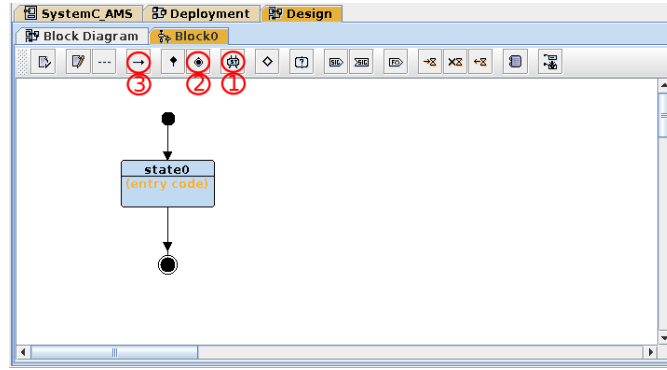 SystemC_AMS Deployment Design
Block Diagram Block0
③ ② ①
state0
(entry code)